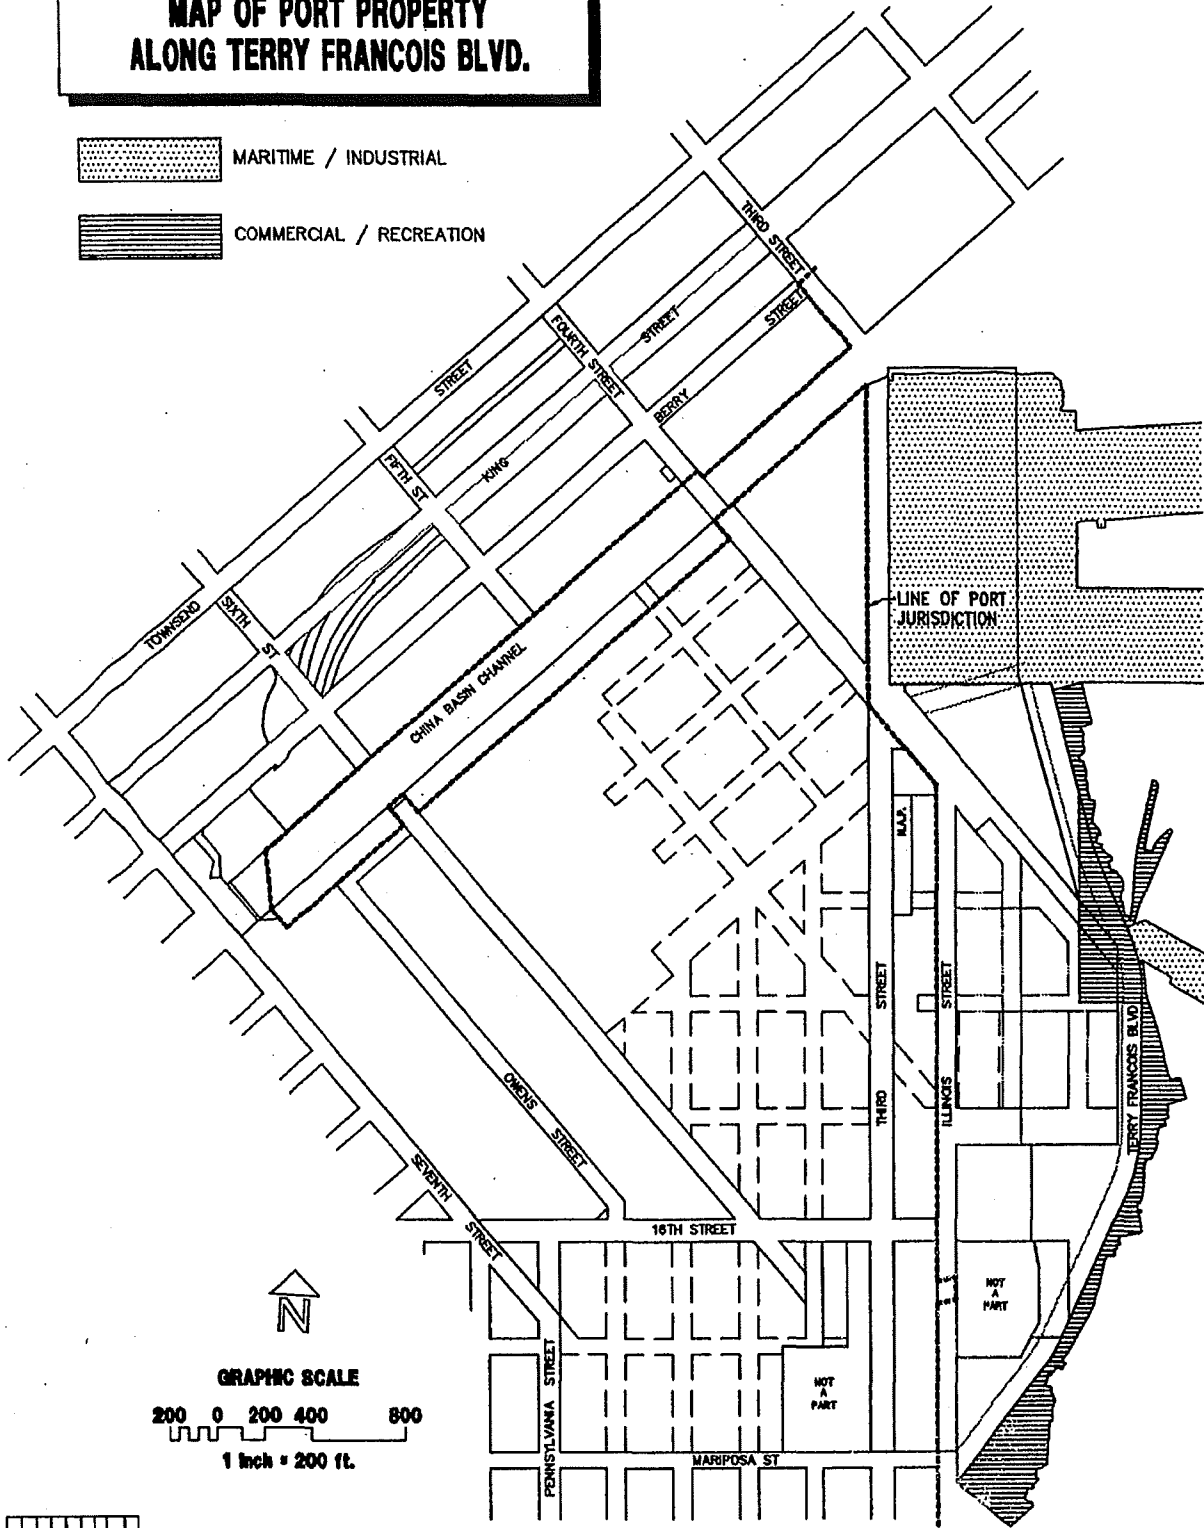 MAP OF PORT PROPERTY
ALONG TERRY FRANCOIS BLVD.
MARITIME / INDUSTRIAL
COMMERCIAL / RECREATION
THIRD STREET
STREET
STREET
FOURTH STREET
STREET
BERRY
FIFTH ST
KING
LINE OF PORT
JURISDICTION
TOWNSEND
SIXTH
ST
CHINA BASIN CHANNEL
N.A.P.
STREET
STREET
TERRY FRANCOIS BLVD
THIRD
ILLINOIS
OWENS
STREET
SEVENTH
STREET
16TH STREET
NOT
A
PART
N
GRAPHIC SCALE
200 0 200 400 800
1 inch = 200 ft.
PENNSYLVANIA STREET
NOT
A
PART
MARIPOSA ST